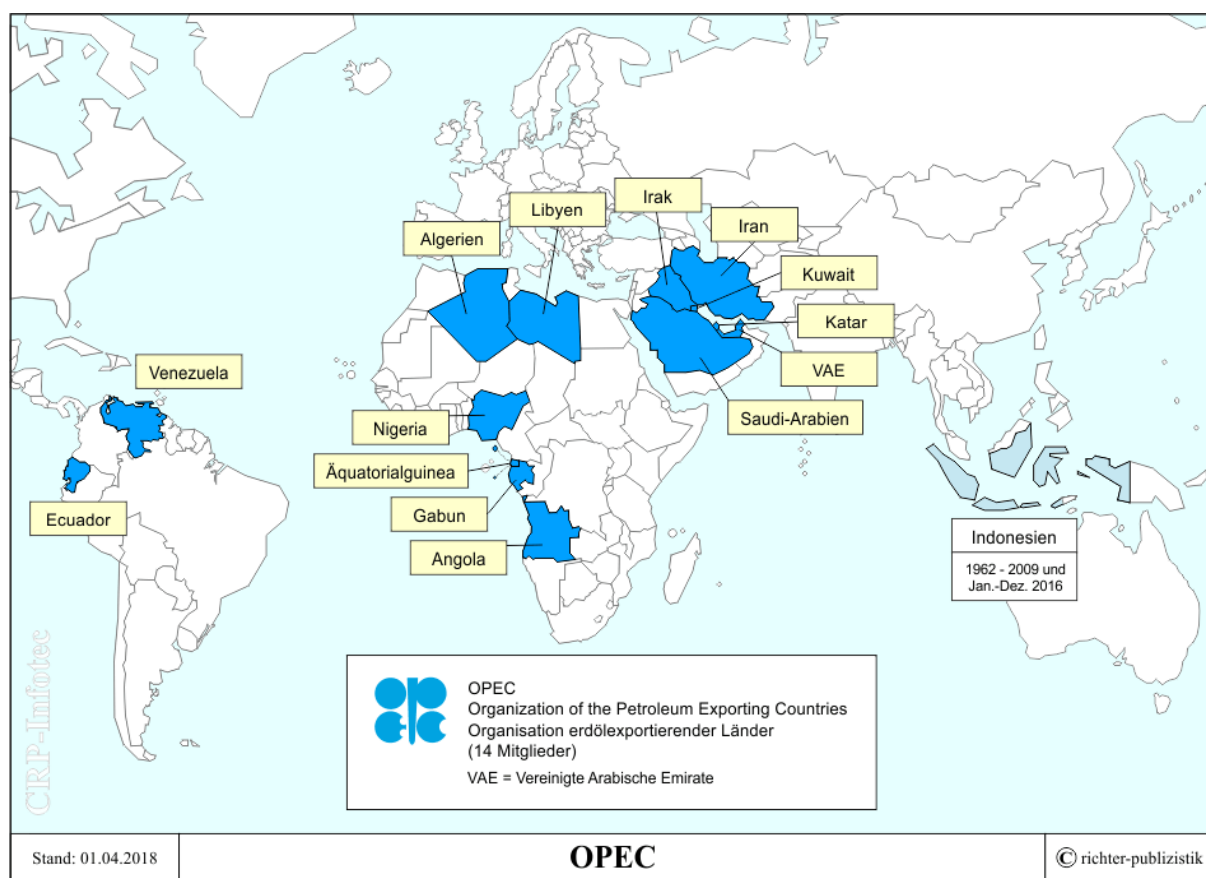 Irak
Libyen
Iran
Algerien
Kuwait
Katar
Venezuela
VAE
Saudi-Arabien
Nigeria
Äquatorialguinea
Gabun
Ecuador
Angola
Indonesien
1962 - 2009 und
Jan.-Dez. 2016
CRP-Infotec
OPEC
Organization of the Petroleum Exporting Countries
Organisation erdölexportierender Länder
(14 Mitglieder)
VAE = Vereinigte Arabische Emirate
Stand: 01.04.2018
OPEC
© richter-publizistik